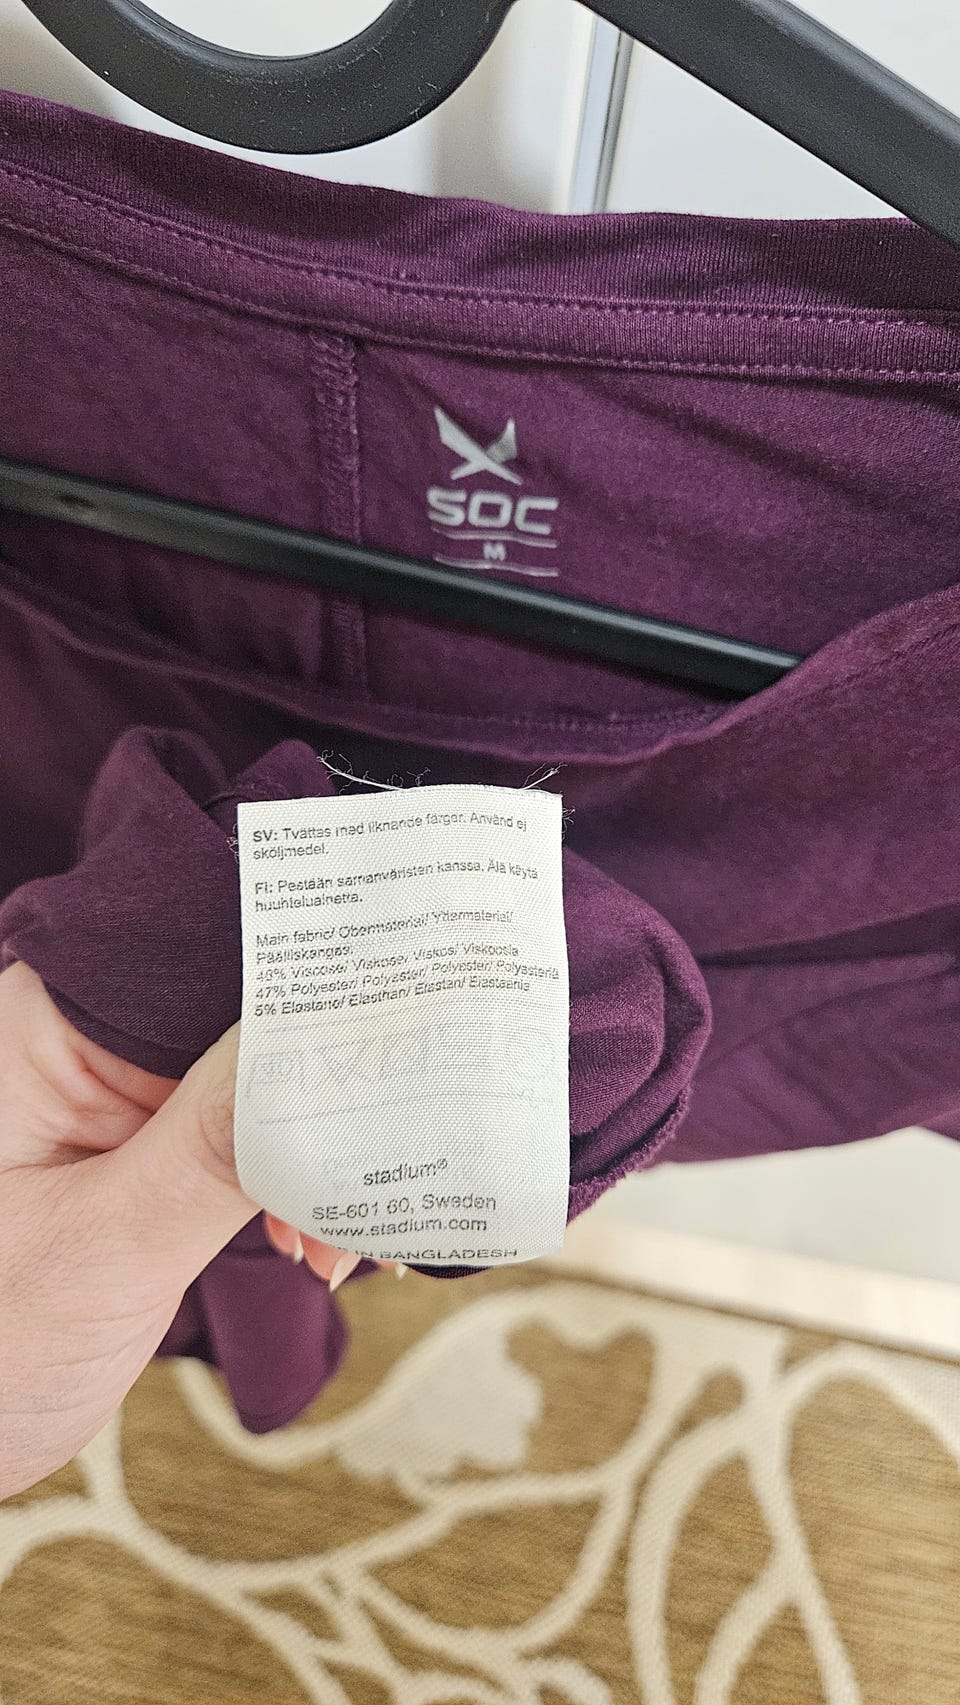 SOC
M
SV: Tvättas med liknande färger. Använd ej
sköljmedel.
FI: Pestään samanväristen kanssa. Älä käytä
huuhteluainetta.
Main fabric/ Obermaterial/ Yttermaterial/
Päällikangas:
48% Viscose/ Viskose/ Viskos/ Viskoosia
47% Polyester/ Polyester/ Polyester/ Polyesteriä
5% Elastane/ Elasthan/ Elastan/ Elastaania
stadium®
SE-601 60, Sweden
www.stadium.com
IN BANGLADESH